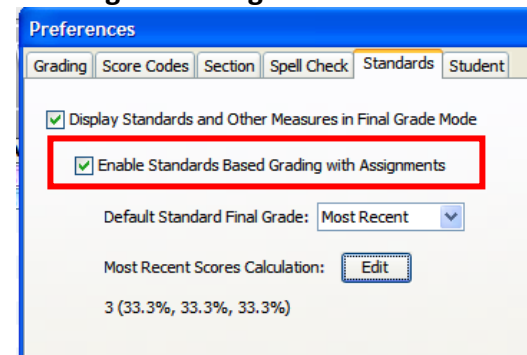 Preferences
Grading Score Codes Section Spell Check Standards Student
Display Standards and Other Measures in Final Grade Mode
Enable Standards Based Grading with Assignments
Default Standard Final Grade: Most Recent
Most Recent Scores Calculation: Edit
3 (33.3%, 33.3%, 33.3%)